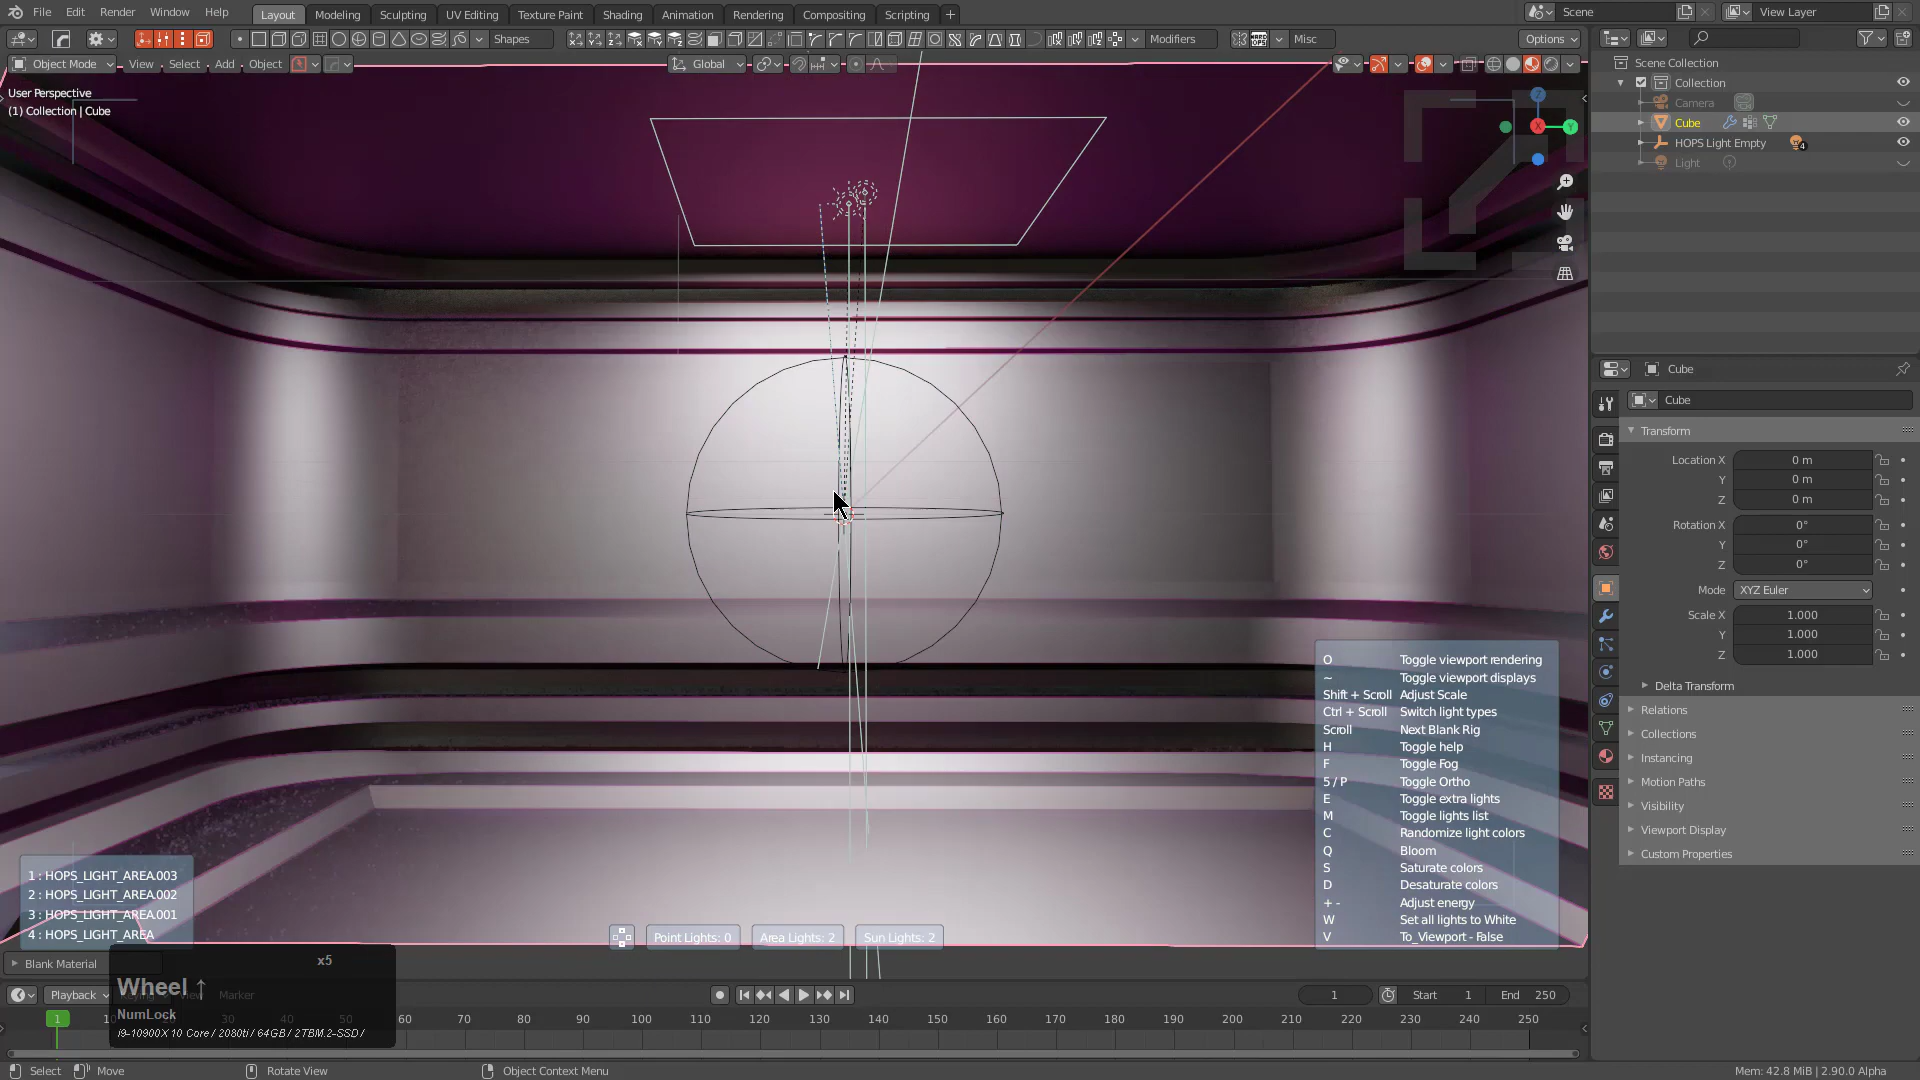 File Edit Render Window Help
Layout Modeling Sculpting UV Editing Texture Paint Shading Animation Rendering Compositing Scripting +
Scene
View Layer
Shapes
Modifiers
Misc
Options
Object Mode View Select Add Object
Global
User Perspective
(1) Collection | Cube
Z
X
Y
Scene Collection
Collection
Camera
Cube
HOPS Light Empty 4
Light
Cube
Cube
Transform
Location X 0 m
Y 0 m
Z 0 m
Rotation X 0°
Y 0°
Z 0°
Mode XYZ Euler
Scale X 1.000
Y 1.000
Z 1.000
Delta Transform
Relations
Collections
Instancing
Motion Paths
Visibility
Viewport Display
Custom Properties
O Toggle viewport rendering
~ Toggle viewport displays
Shift + Scroll Adjust Scale
Ctrl + Scroll Switch light types
Scroll Next Blank Rig
H Toggle help
F Toggle Fog
5 / P Toggle Ortho
E Toggle extra lights
M Toggle lights list
C Randomize light colors
Q Bloom
S Saturate colors
D Desaturate colors
+ - Adjust energy
W Set all lights to White
V To_Viewport - False
1 : HOPS_LIGHT_AREA.003
2 : HOPS_LIGHT_AREA.002
3 : HOPS_LIGHT_AREA.001
4 : HOPS_LIGHT_AREA
Point Lights: 0 Area Lights: 2 Sun Lights: 2
Blank Material
x5
Wheel ↑
NumLock
i9-10900X 10 Core / 2080ti / 64GB / 2TBM.2-SSD /
Playback Keying View Marker
1 Start 1 End 250
1 10 20 30 40 50 60 70 80 90 100 110 120 130 140 150 160 170 180 190 200 210 220 230 240 250
Select Move Rotate View Object Context Menu
Mem: 42.8 MiB | 2.90.0 Alpha